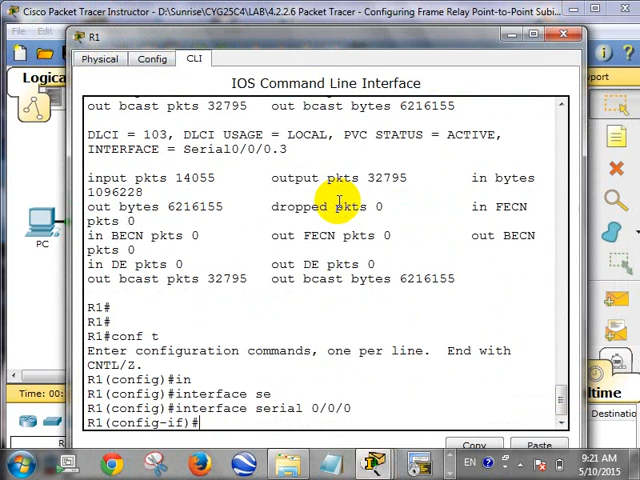 Cisco Packet Tracer Instructor - D:\Sunrise\CYG25C4\LAB\4.2.2.6 Packet Tracer - Configuring Frame Relay Point-to-Point Subi
File
R1
Physical
Config
CLI
Logica
port
IOS Command Line Interface
out bcast pkts 32795 out bcast bytes 6216155
DLCI = 103, DLCI USAGE = LOCAL, PVC STATUS = ACTIVE,
INTERFACE = Serial0/0/0.3
input pkts 14055 output pkts 32795 in bytes
1096228
out bytes 6216155 dropped pkts 0 in FECN
pkts 0
in BECN pkts 0 out FECN pkts 0 out BECN
pkts 0
in DE pkts 0 out DE pkts 0
out bcast pkts 32795 out bcast bytes 6216155
R1#
R1#
R1#conf t
Enter configuration commands, one per line. End with
CNTL/Z.
R1(config)#in
R1(config)#interface se
R1(config)#interface serial 0/0/0
R1(config-if)#
PC
Time: 00:
Destinatio
Copy
Paste
EN
9:21 AM
5/10/2015